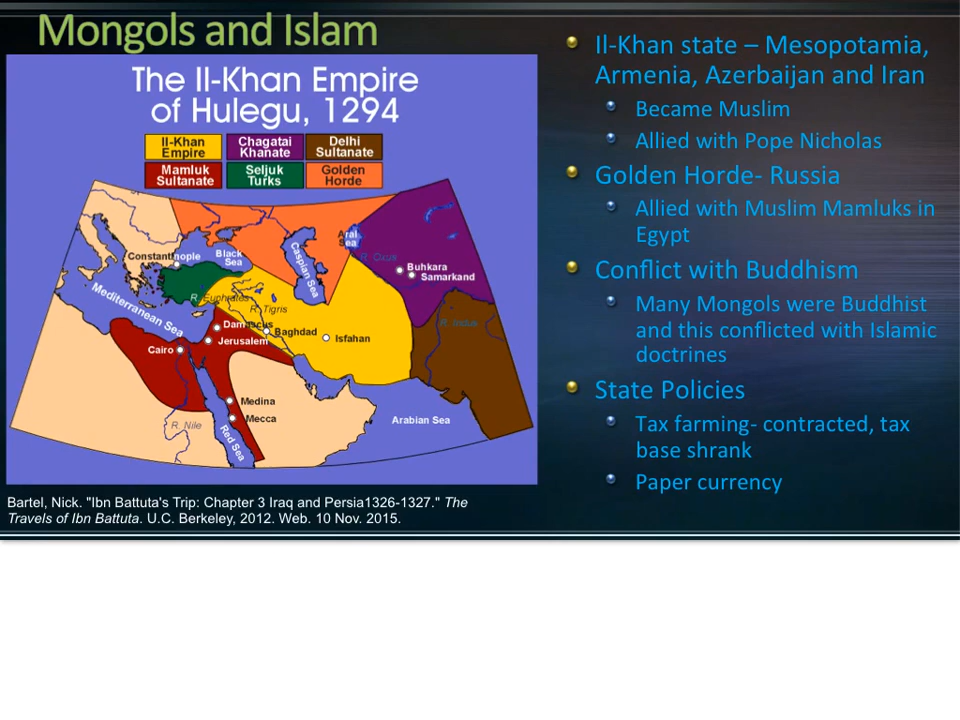 Mongols and Islam
The Il-Khan Empire
of Hulegu, 1294
Il-Khan
Empire
Chagatai
Khanate
Delhi
Sultanate
Mamluk
Sultanate
Seljuk
Turks
Golden
Horde
Constantinople
Black
Sea
Caspian Sea
Aral
Sea
R. Oxus
Buhkara
Samarkand
Mediterranean Sea
R. Euphrates
R. Tigris
R. Indus
Damascus
Baghdad
Jerusalem
Isfahan
Cairo
Medina
Mecca
R. Nile
Red Sea
Arabian Sea
Bartel, Nick. "Ibn Battuta's Trip: Chapter 3 Iraq and Persia1326-1327." The
Travels of Ibn Battuta. U.C. Berkeley, 2012. Web. 10 Nov. 2015.
Il-Khan state – Mesopotamia,
Armenia, Azerbaijan and Iran
Became Muslim
Allied with Pope Nicholas
Golden Horde- Russia
Allied with Muslim Mamluks in
Egypt
Conflict with Buddhism
Many Mongols were Buddhist
and this conflicted with Islamic
doctrines
State Policies
Tax farming- contracted, tax
base shrank
Paper currency